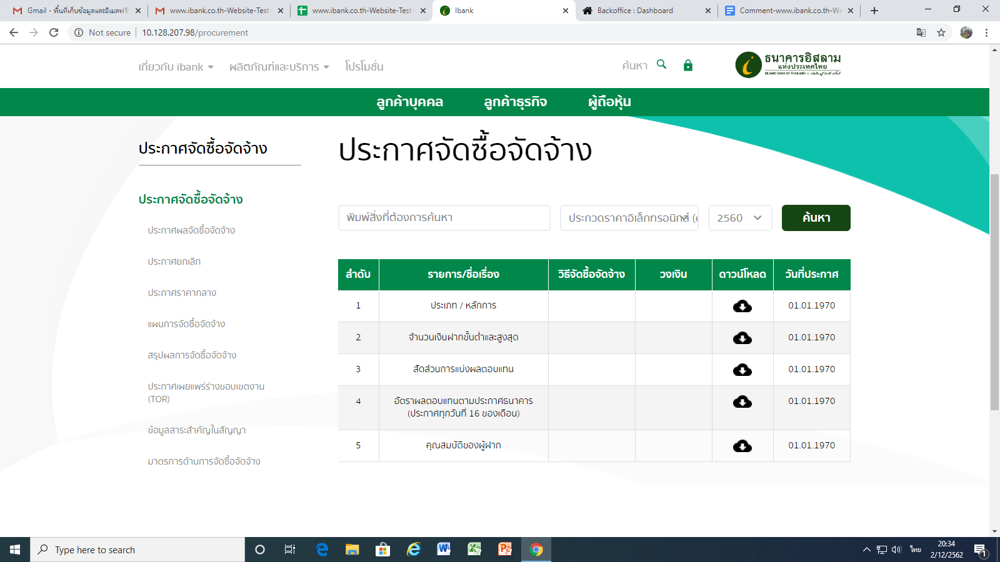 Gmail - พื้นที่เก็บข้อมูลและอีเมลฟรี
www.ibank.co.th-Website-Test-
www.ibank.co.th-Website-Test-
Ibank
Backoffice : Dashboard
Comment-www.ibank.co.th-We
Not secure
10.128.207.98/procurement
เกี่ยวกับ ibank
ผลิตภัณฑ์และบริการ
โปรโมชั่น
ค้นหา
ธนาคารอิสลาม
แห่งประเทศไทย
ISLAMIC BANK OF THAILAND
ลูกค้าบุคคล
ลูกค้าธุรกิจ
ผู้ถือหุ้น
ประกาศจัดซื้อจัดจ้าง
ประกาศจัดซื้อจัดจ้าง
ประกาศผลจัดซื้อจัดจ้าง
ประกาศยกเลิก
ประกาศราคากลาง
แผนการจัดซื้อจัดจ้าง
สรุปผลการจัดซื้อจัดจ้าง
ประกาศเผยแพร่ร่างขอบเขตงาน
(TOR)
ข้อมูลสาระสำคัญในสัญญา
มาตรการด้านการจัดซื้อจัดจ้าง
ประกาศจัดซื้อจัดจ้าง
พิมพ์สิ่งที่ต้องการค้นหา
ประกวดราคาอิเล็กทรอนิกส์ (e
2560
ค้นหา
ลำดับ รายการ/ชื่อเรื่อง วิธีจัดซื้อจัดจ้าง วงเงิน ดาวน์โหลด วันที่ประกาศ
1 ประเภท / หลักการ 01.01.1970
2 จำนวนเงินฝากขั้นต่ำและสูงสุด 01.01.1970
3 สัดส่วนการแบ่งผลตอบแทน 01.01.1970
4 อัตราผลตอบแทนตามประกาศธนาคาร 01.01.1970
(ประกาศทุกวันที่ 16 ของเดือน)
5 คุณสมบัติของผู้ฝาก 01.01.1970
Type here to search
ไทย
20:34
2/12/2562
1